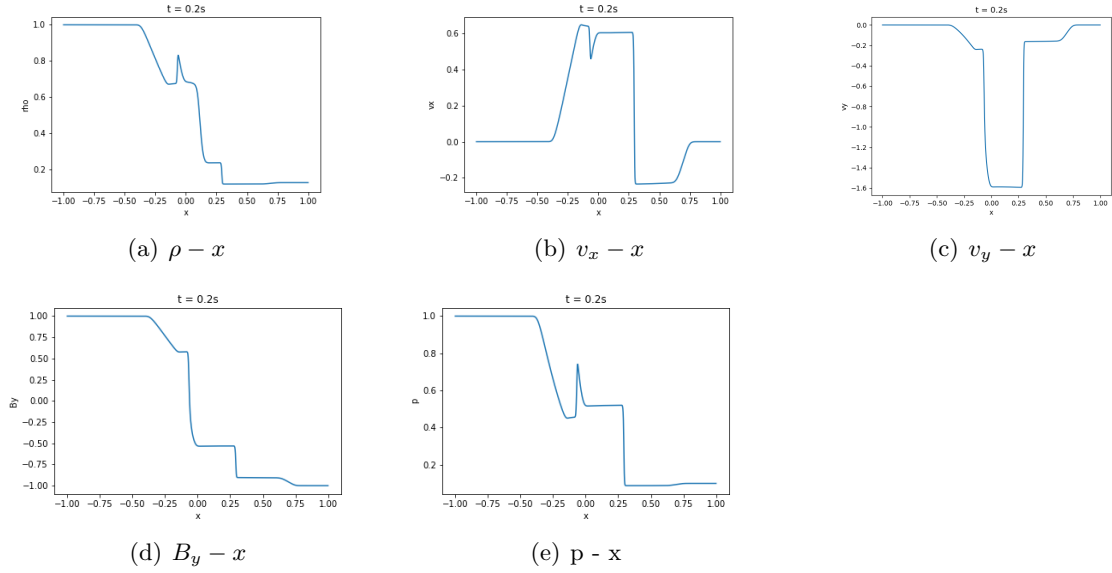 t = 0.2s
1.0
0.8
0.6
0.4
0.2
rho
-1.00 -0.75 -0.50 -0.25 0.00 0.25 0.50 0.75 1.00
x
(a) ρ − x
t = 0.2s
0.6
0.4
0.2
0.0
−0.2
vx
-1.00 -0.75 -0.50 -0.25 0.00 0.25 0.50 0.75 1.00
x
(b) vₓ − x
t = 0.2s
0.0
−0.2
−0.4
−0.6
−0.8
−1.0
−1.2
−1.4
−1.6
vy
−1.00 −0.75 −0.50 −0.25 0.00 0.25 0.50 0.75 1.00
x
(c) v_y − x
t = 0.2s
1.00
0.75
0.50
0.25
0.00
−0.25
−0.50
−0.75
−1.00
By
−1.00 −0.75 −0.50 −0.25 0.00 0.25 0.50 0.75 1.00
x
(d) B_y − x
t = 0.2s
1.0
0.8
0.6
0.4
0.2
p
−1.00 −0.75 −0.50 −0.25 0.00 0.25 0.50 0.75 1.00
x
(e) p - x